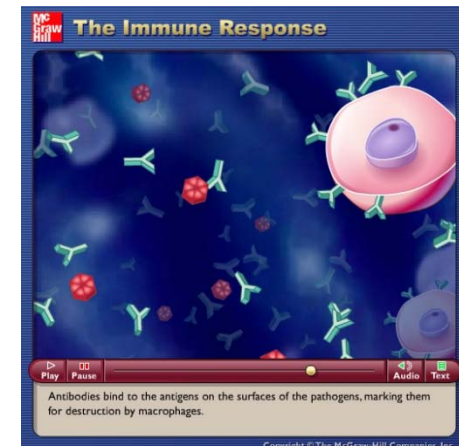 Mc
Graw
Hill
The Immune Response
Play Pause Audio Text
Antibodies bind to the antigens on the surfaces of the pathogens, marking them
for destruction by macrophages.
Copyright © The McGraw-Hill Companies, Inc.